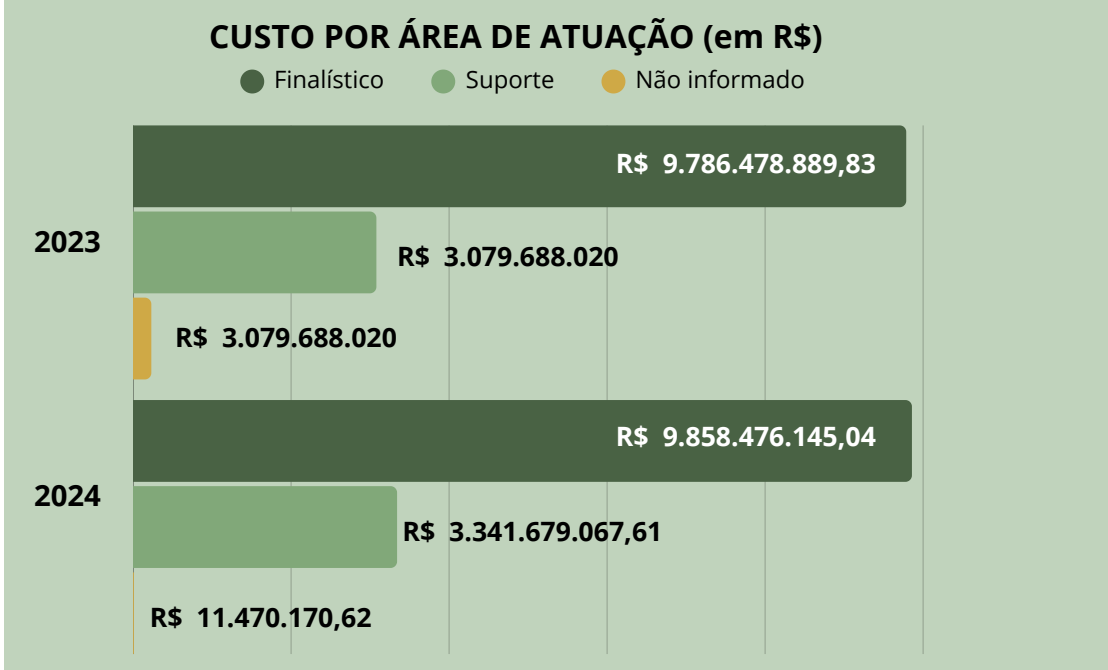 CUSTO POR ÁREA DE ATUAÇÃO (em R$)
Finalístico Suporte Não informado
R$ 9.786.478.889,83
2023
R$ 3.079.688.020
R$ 3.079.688.020
R$ 9.858.476.145,04
2024
R$ 3.341.679.067,61
R$ 11.470.170,62